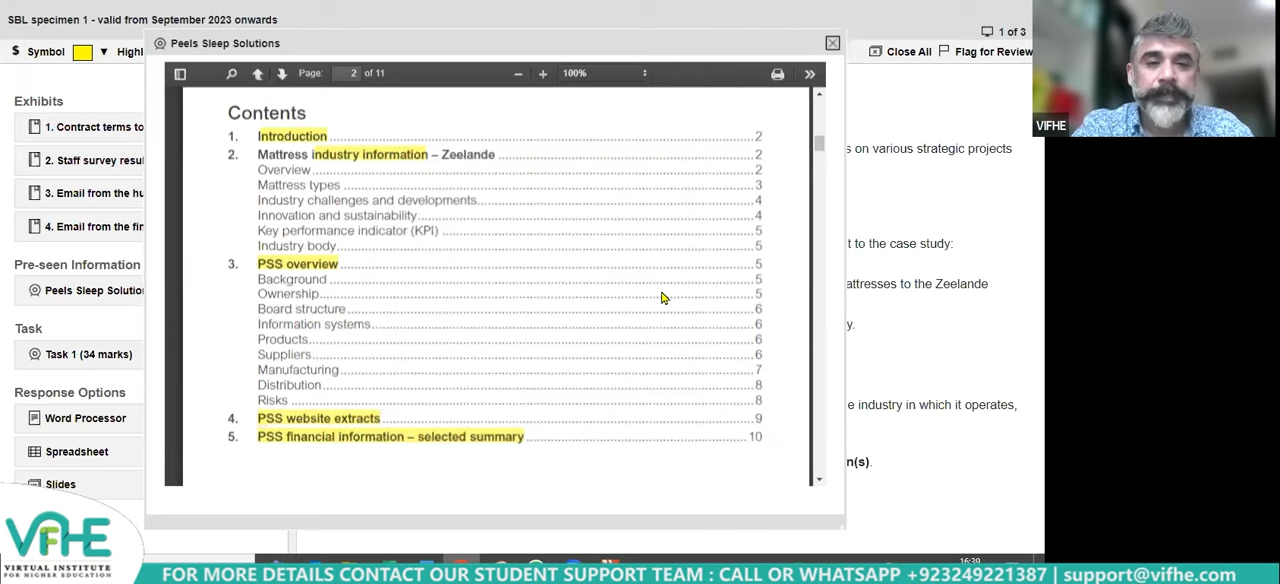 SBL specimen 1 - valid from September 2023 onwards
1 of 3
$ Symbol
Highl
Close All
Flag for Review
Peels Sleep Solutions
Page: 2 of 11
100%
Exhibits
1. Contract terms to
2. Staff survey resul
3. Email from the hu
4. Email from the fir
Pre-seen Information
Peels Sleep Solutio
Task
Task 1 (34 marks)
Response Options
Word Processor
Spreadsheet
Slides
Contents
1. Introduction 2
2. Mattress industry information – Zeelande 2
Overview 2
Mattress types 3
Industry challenges and developments 4
Innovation and sustainability 4
Key performance indicator (KPI) 5
Industry body 5
3. PSS overview 5
Background 5
Ownership 5
Board structure 6
Information systems 6
Products 6
Suppliers 6
Manufacturing 7
Distribution 8
Risks 8
4. PSS website extracts 9
5. PSS financial information – selected summary 10
s on various strategic projects
t to the case study:
attresses to the Zeelande
y.
e industry in which it operates,
n(s).
VIFHE
16:39
VIFHE
VIRTUAL INSTITUTE
FOR HIGHER EDUCATION
FOR MORE DETAILS CONTACT OUR STUDENT SUPPORT TEAM : CALL OR WHATSAPP +923249221387 | support@vifhe.com